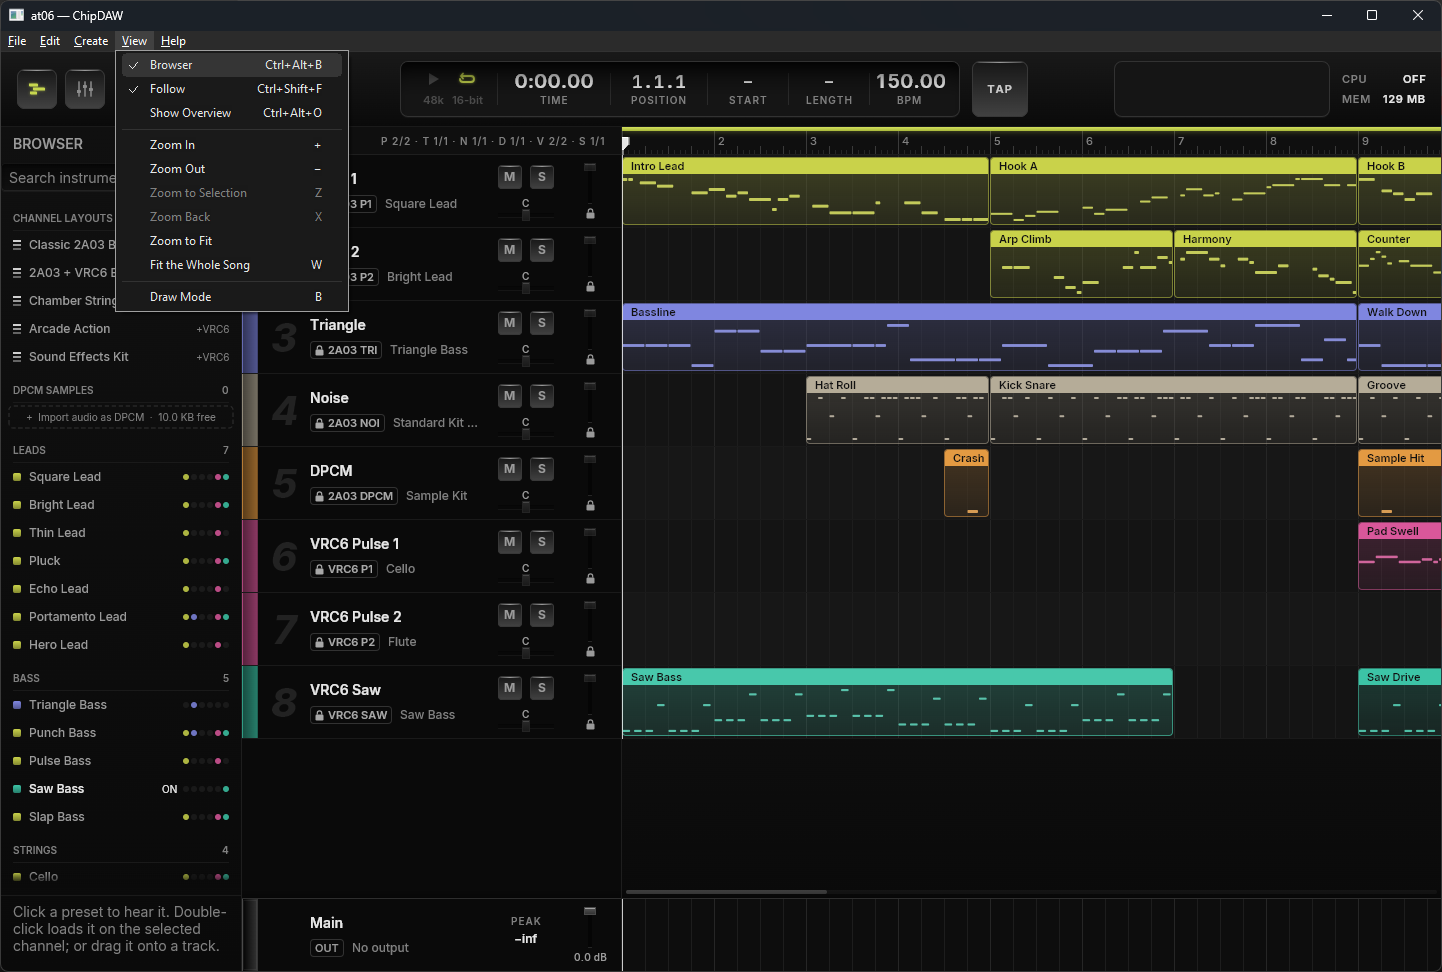 at06 — ChipDAW
File Edit Create View Help
Browser Ctrl+Alt+B
Follow Ctrl+Shift+F
Show Overview Ctrl+Alt+O
Zoom In +
Zoom Out –
Zoom to Selection Z
Zoom Back X
Zoom to Fit
Fit the Whole Song W
Draw Mode B
48k 16-bit
0:00.00 TIME
1.1.1 POSITION
– START
– LENGTH
150.00 BPM
TAP
CPU OFF
MEM 129 MB
BROWSER
Search instrume
CHANNEL LAYOUTS
Classic 2A03 B
2A03 + VRC6 E
Chamber String
Arcade Action +VRC6
Sound Effects Kit +VRC6
DPCM SAMPLES 0
+ Import audio as DPCM · 10.0 KB free
LEADS 7
Square Lead
Bright Lead
Thin Lead
Pluck
Echo Lead
Portamento Lead
Hero Lead
BASS 5
Triangle Bass
Punch Bass
Pulse Bass
Saw Bass ON
Slap Bass
STRINGS 4
Cello
Click a preset to hear it. Double-
click loads it on the selected
channel; or drag it onto a track.
P 2/2 · T 1/1 · N 1/1 · D 1/1 · V 2/2 · S 1/1
1 M S
3 P1 Square Lead C
2 M S
3 P2 Bright Lead C
3 Triangle M S
2A03 TRI Triangle Bass C
4 Noise M S
2A03 NOI Standard Kit ... C
5 DPCM M S
2A03 DPCM Sample Kit C
6 VRC6 Pulse 1 M S
VRC6 P1 Cello C
7 VRC6 Pulse 2 M S
VRC6 P2 Flute C
8 VRC6 Saw M S
VRC6 SAW Saw Bass C
2 3 4 5 6 7 8 9
Intro Lead Hook A Hook B
Arp Climb Harmony Counter
Bassline Walk Down
Hat Roll Kick Snare Groove
Crash Sample Hit
Pad Swell
Saw Bass Saw Drive
Main PEAK
–inf
OUT No output
0.0 dB